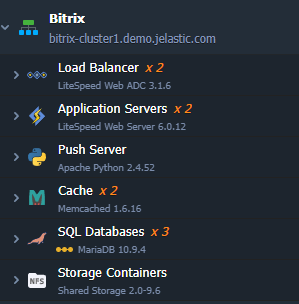 Bitrix
bitrix-cluster1.demo.jelastic.com
Load Balancer x 2
LiteSpeed Web ADC 3.1.6
Application Servers x 2
LiteSpeed Web Server 6.0.12
Push Server
Apache Python 2.4.52
Cache x 2
Memcached 1.6.16
SQL Databases x 3
MariaDB 10.9.4
Storage Containers
NFS Shared Storage 2.0-9.6